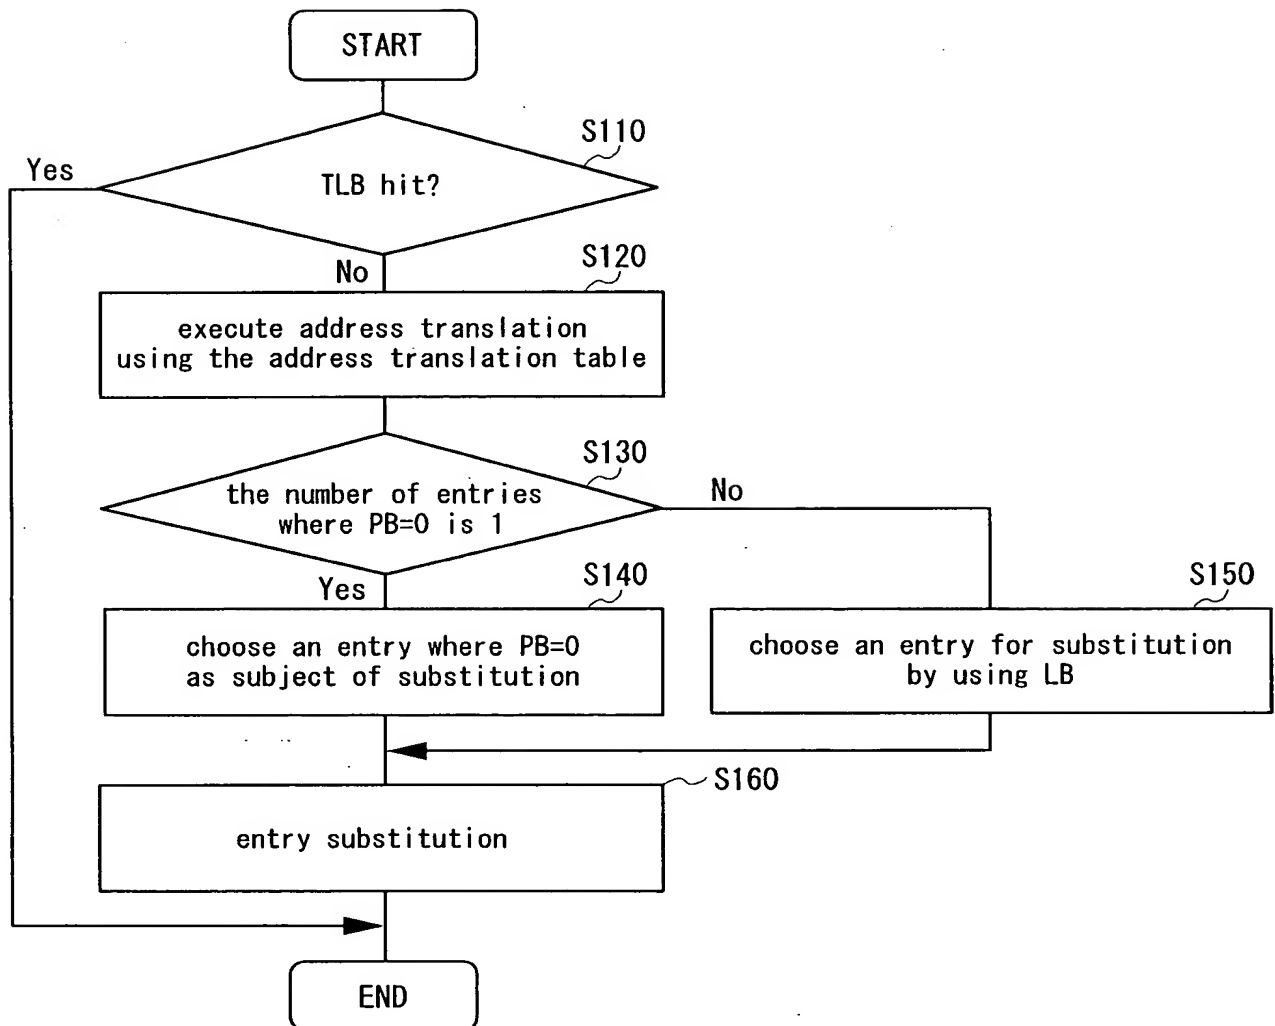 START
S110
Yes
TLB hit?
No
S120
execute address translation
using the address translation table
S130
the number of entries
where PB=0 is 1
No
Yes
S140
choose an entry where PB=0
as subject of substitution
S150
choose an entry for substitution
by using LB
S160
entry substitution
END